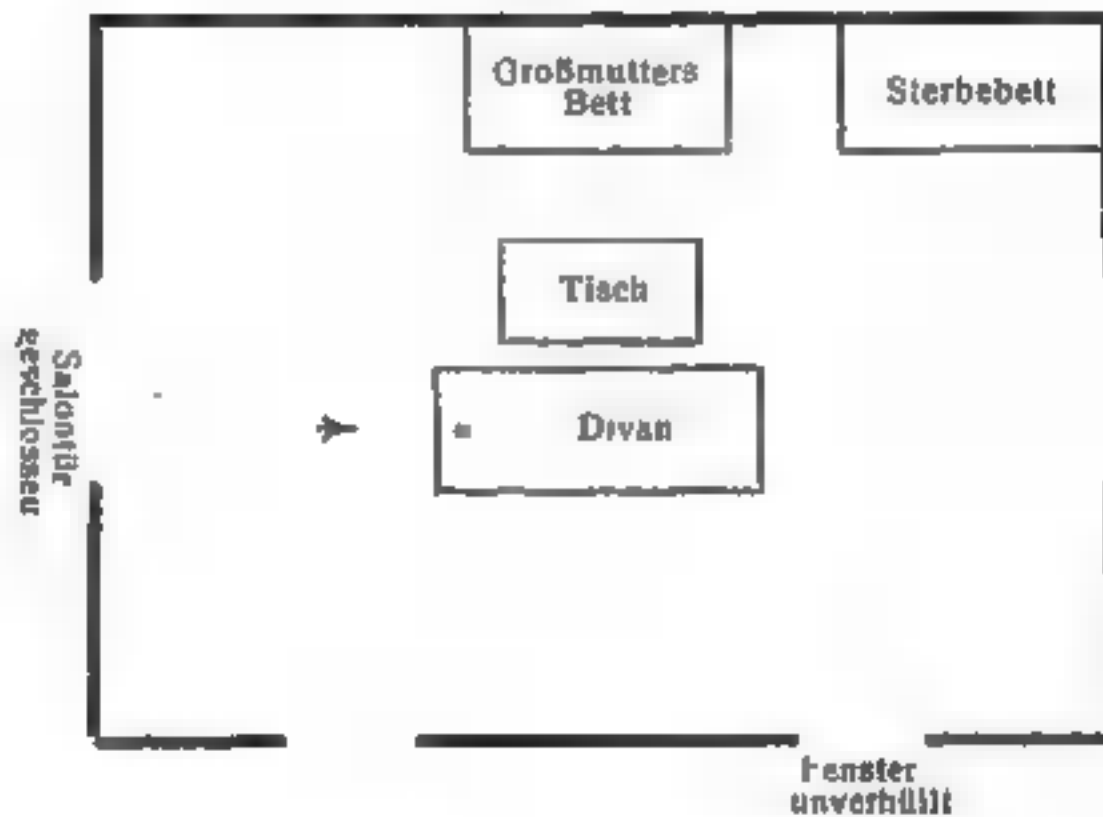 Großmutters
Bett
Sterbebett
Tisch
Divan
Salontür
geschlossen
Fenster
unverhüllt